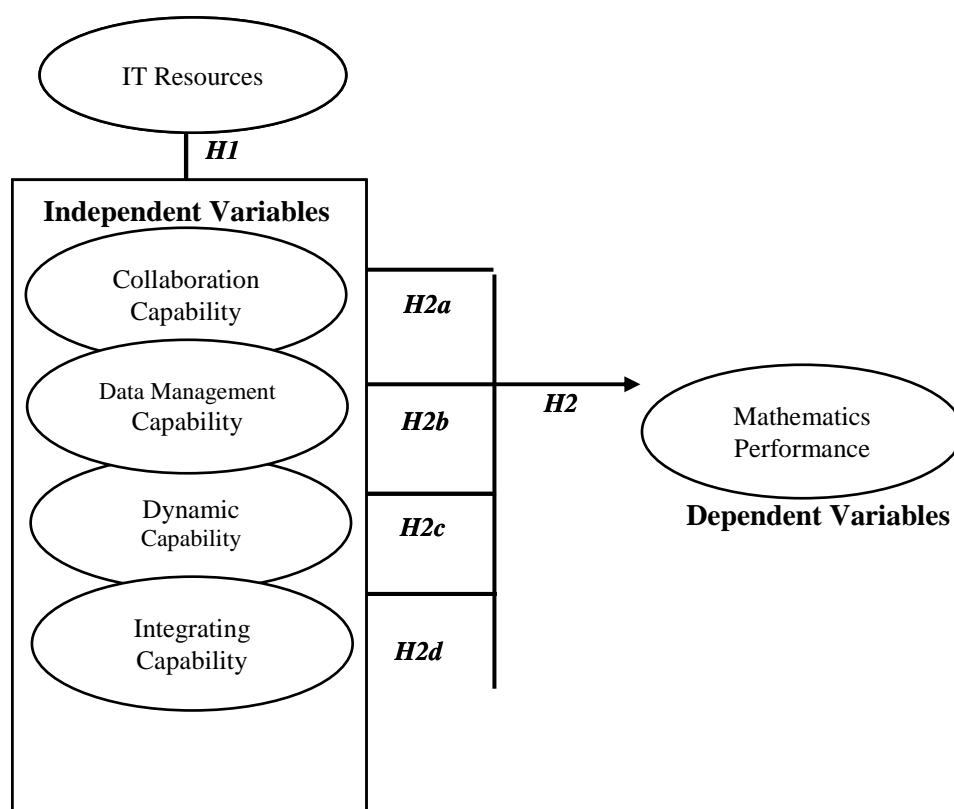 IT Resources
H1
Independent Variables
Collaboration
Capability
H2a
Data Management
Capability
H2b
H2
Mathematics
Performance
Dependent Variables
Dynamic
Capability
H2c
Integrating
Capability
H2d